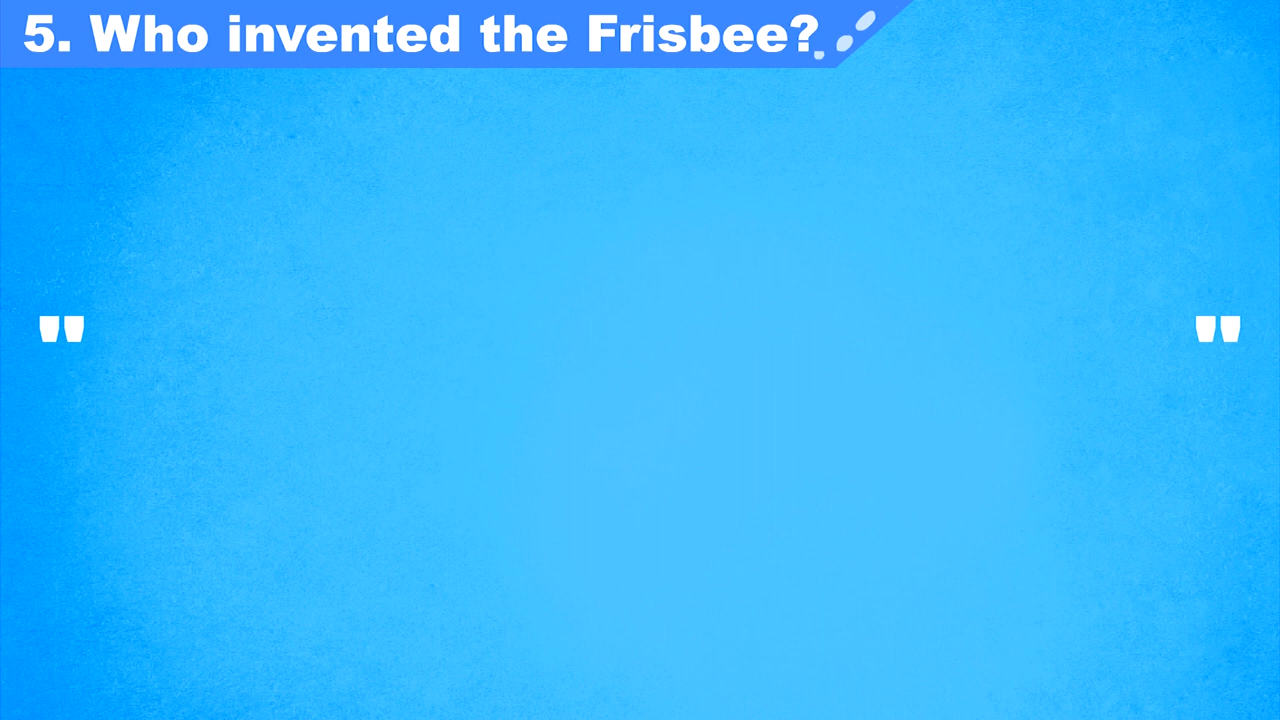 5. Who invented the Frisbee?
" "